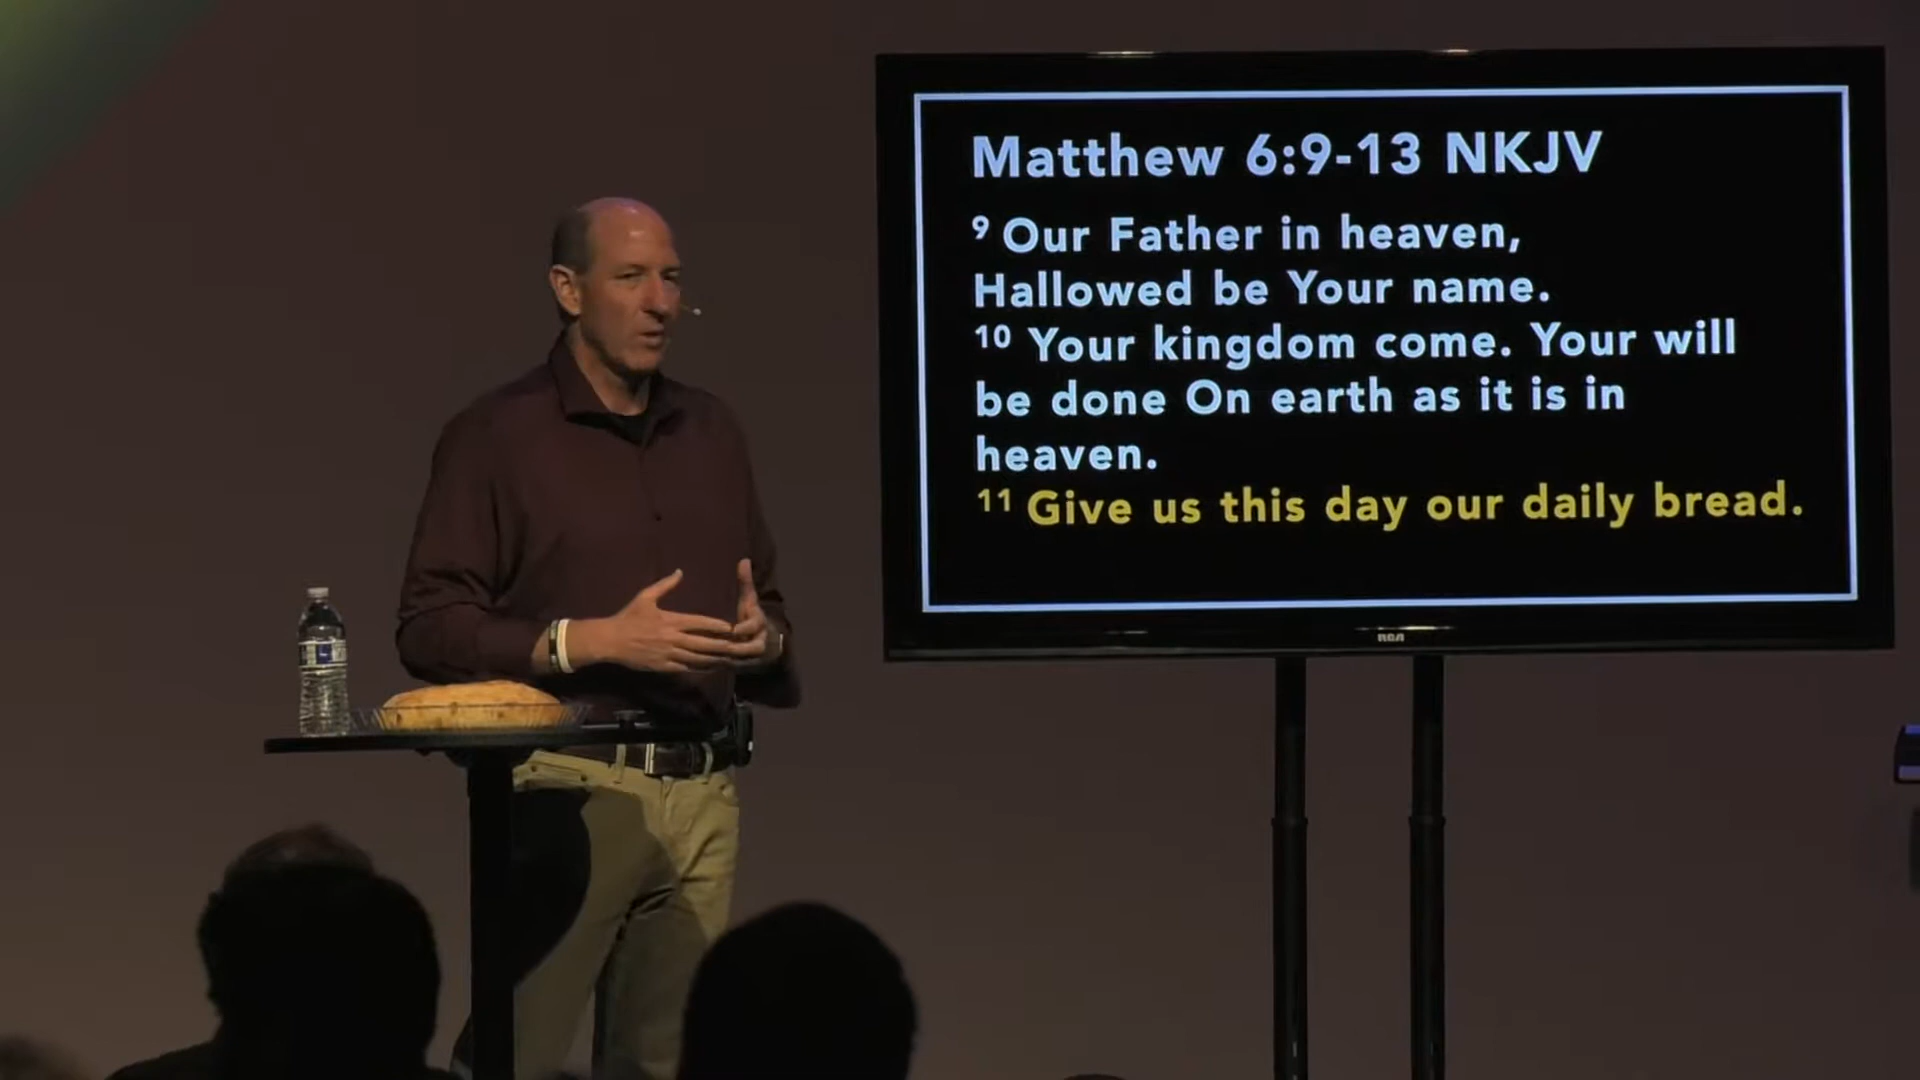 Matthew 6:9-13 NKJV
⁹ Our Father in heaven,
Hallowed be Your name.
¹⁰ Your kingdom come. Your will
be done On earth as it is in
heaven.
¹¹ Give us this day our daily bread.
RCA